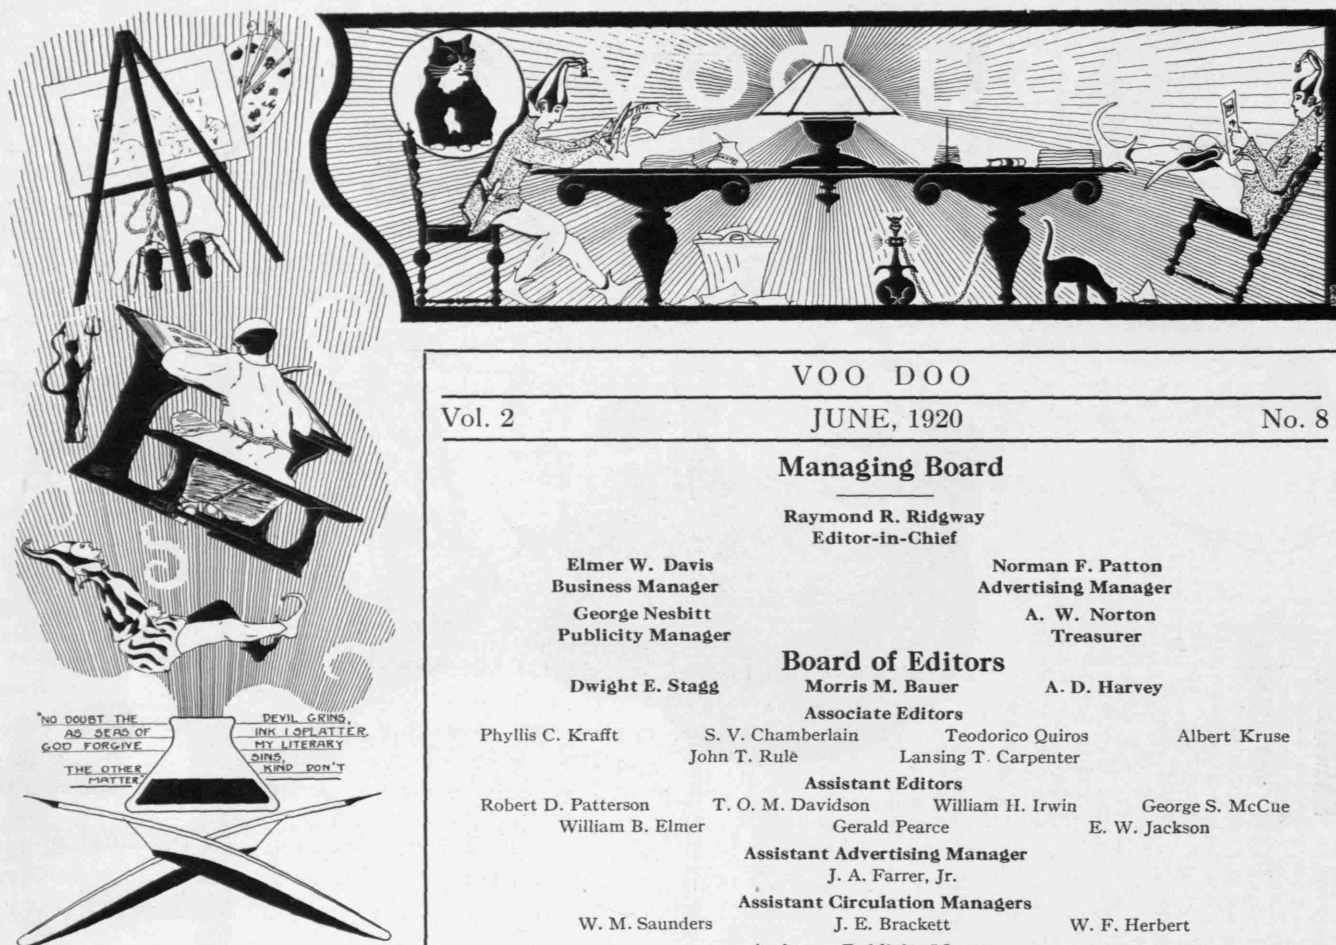 VOO DOO
"NO DOUBT THE DEVIL GRINS,
AS SEAS OF INK I SPLATTER
GOD FORGIVE MY LITERARY SINS,
THE OTHER KIND DON'T MATTER."
VOO DOO
Vol. 2 JUNE, 1920 No. 8
Managing Board
Raymond R. Ridgway
Editor-in-Chief
Elmer W. Davis Norman F. Patton
Business Manager Advertising Manager
George Nesbitt A. W. Norton
Publicity Manager Treasurer
Board of Editors
Dwight E. Stagg Morris M. Bauer A. D. Harvey
Associate Editors
Phyllis C. Krafft S. V. Chamberlain Teodorico Quiros Albert Kruse
John T. Rule Lansing T. Carpenter
Assistant Editors
Robert D. Patterson T. O. M. Davidson William H. Irwin George S. McCue
William B. Elmer Gerald Pearce E. W. Jackson
Assistant Advertising Manager
J. A. Farrer, Jr.
Assistant Circulation Managers
W. M. Saunders J. E. Brackett W. F. Herbert